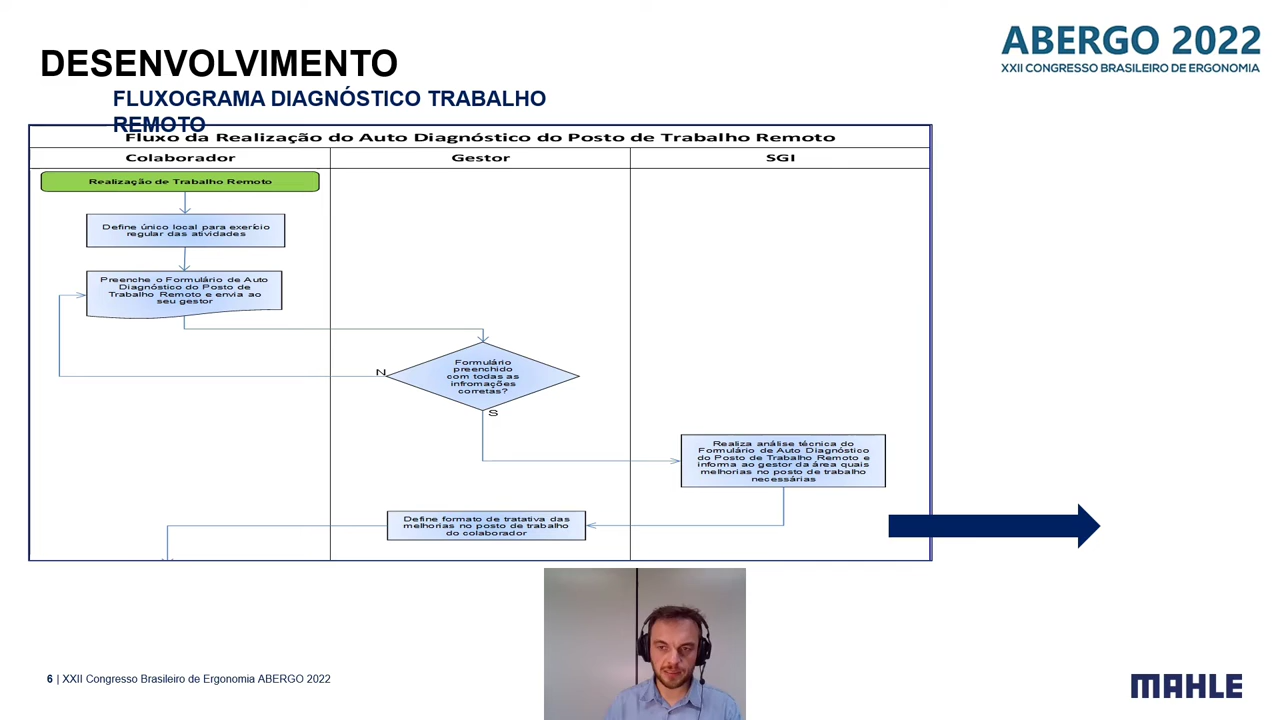 DESENVOLVIMENTO
ABERGO 2022
XXII CONGRESSO BRASILEIRO DE ERGONOMIA
FLUXOGRAMA DIAGNÓSTICO TRABALHO
REMOTO
Fluxo da Realização do Auto Diagnóstico do Posto de Trabalho Remoto
Colaborador
Gestor
SGI
Realização de Trabalho Remoto
Define único local para exerício
regular das atividades
Preenche o Formulário de Auto
Diagnóstico do Posto de
Trabalho Remoto e envia ao
seu gestor
Formulário
preenchido
com todas as
infromações
corretas?
N
S
Realiza análise técnica do
Formulário de Auto Diagnóstico
do Posto de Trabalho Remoto e
informa ao gestor da área quais
melhorias no posto de trabalho
necessárias
Define formato de tratativa das
melhorias no posto de trabalho
do colaborador
6 | XXII Congresso Brasileiro de Ergonomia ABERGO 2022
MAHLE